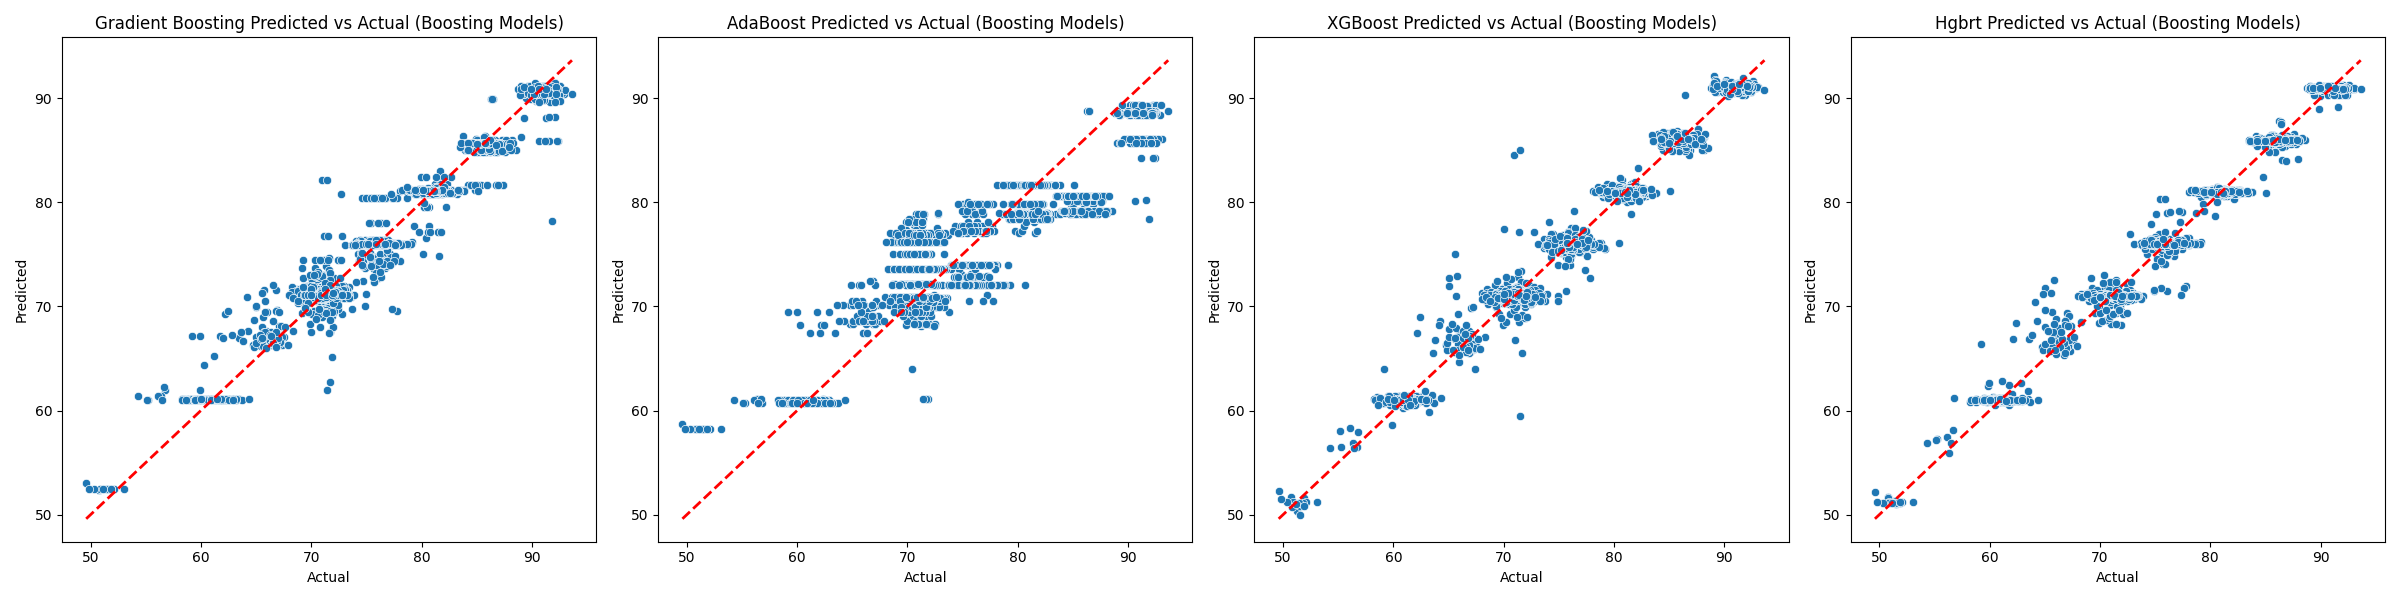 Gradient Boosting Predicted vs Actual (Boosting Models)
Predicted
90
80
70
60
50
50 60 70 80 90
Actual
AdaBoost Predicted vs Actual (Boosting Models)
Predicted
90
80
70
60
50
50 60 70 80 90
Actual
XGBoost Predicted vs Actual (Boosting Models)
Predicted
90
80
70
60
50
50 60 70 80 90
Actual
Hgbrt Predicted vs Actual (Boosting Models)
Predicted
90
80
70
60
50
50 60 70 80 90
Actual